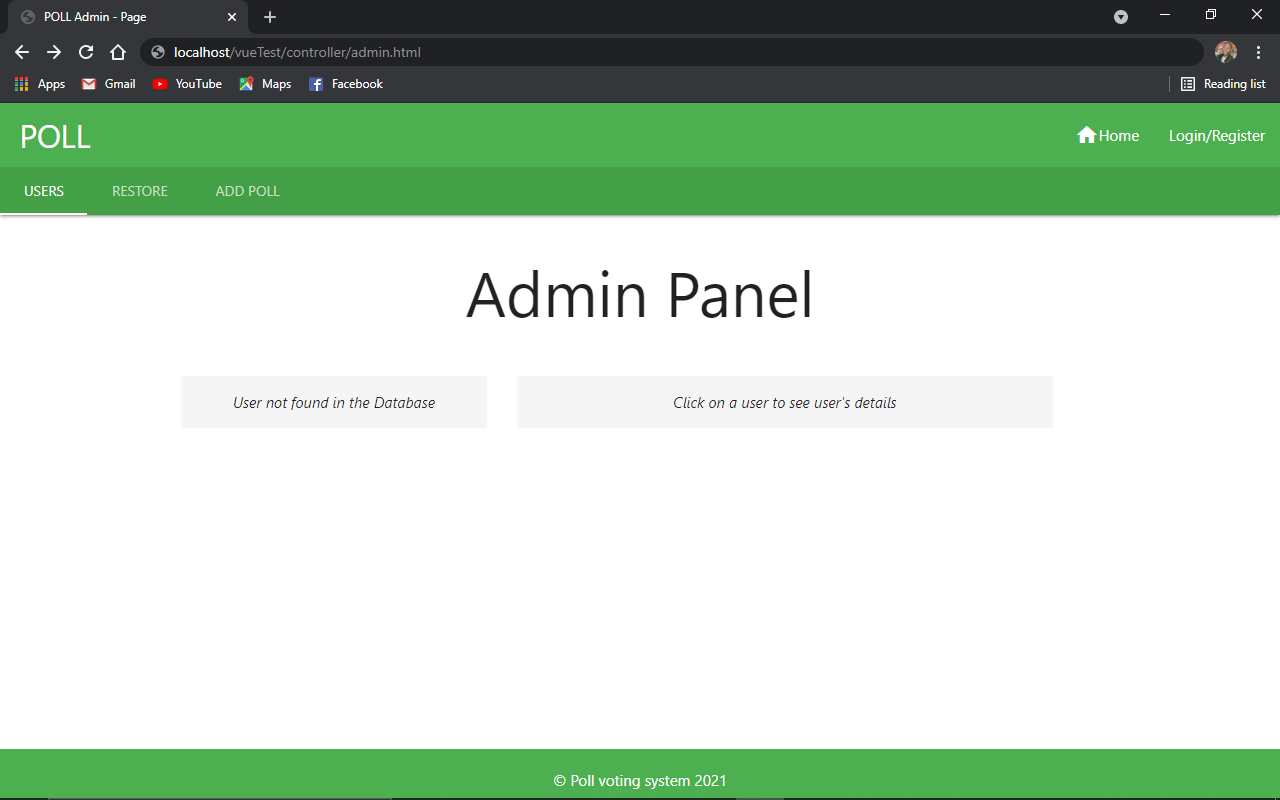 POLL Admin - Page
localhost/vueTest/controller/admin.html
Apps Gmail YouTube Maps Facebook Reading list
POLL Home Login/Register
USERS RESTORE ADD POLL
Admin Panel
User not found in the Database
Click on a user to see user's details
© Poll voting system 2021